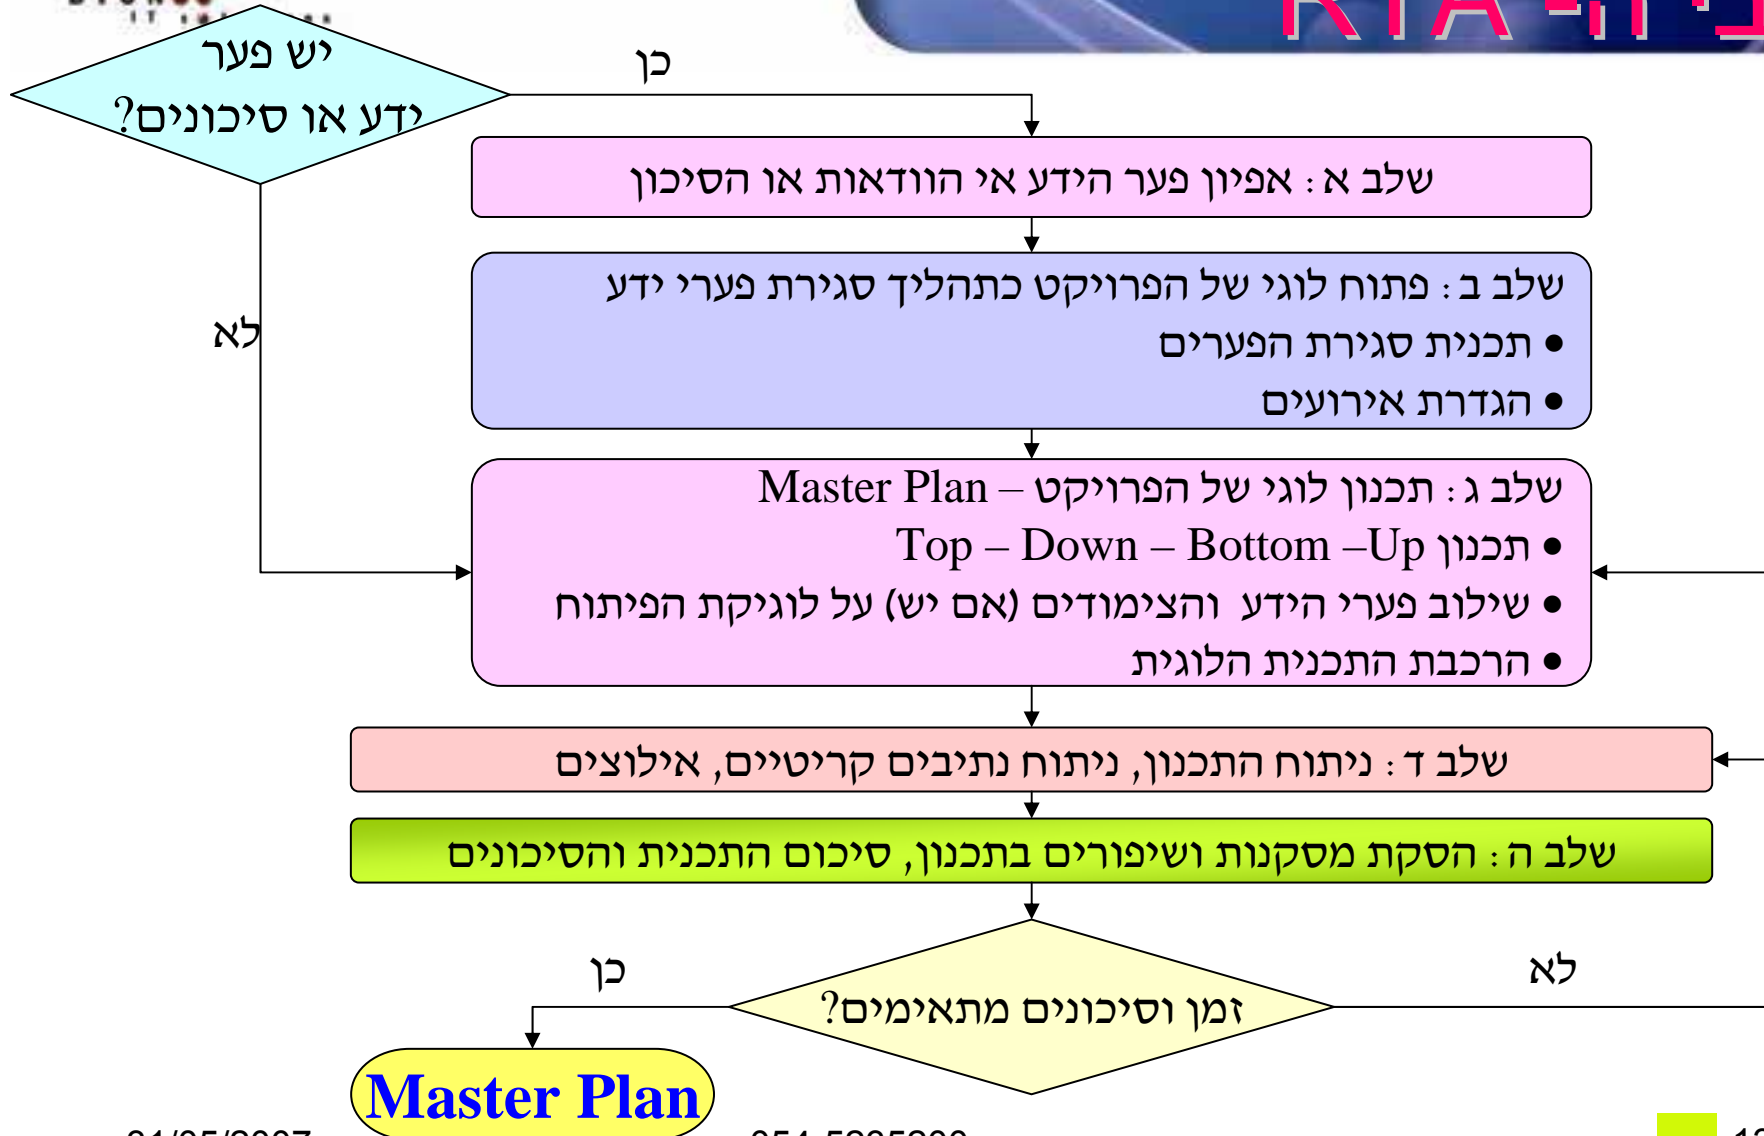 יש פער
ידע או סיכונים?
כן
שלב א: אפיון פער הידע אי הוודאות או הסיכון
שלב ב: פתוח לוגי של הפרויקט כתהליך סגירת פערי ידע
• תכנית סגירת הפערים
• הגדרת אירועים
לא
שלב ג: תכנון לוגי של הפרויקט – Master Plan
• תכנון Top – Down – Bottom –Up
• שילוב פערי הידע והצימודים (אם יש) על לוגיקת הפיתוח
• הרכבת התכנית הלוגית
שלב ד: ניתוח התכנון, ניתוח נתיבים קריטיים, אילוצים
שלב ה: הסקת מסקנות ושיפורים בתכנון, סיכום התכנית והסיכונים
כן
לא
זמן וסיכונים מתאימים?
Master Plan